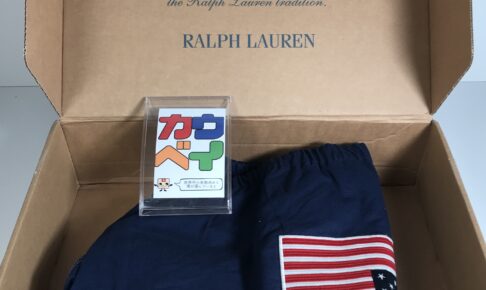 the Ralph Lauren tradition.
RALPH LAUREN
カウ
ベイ